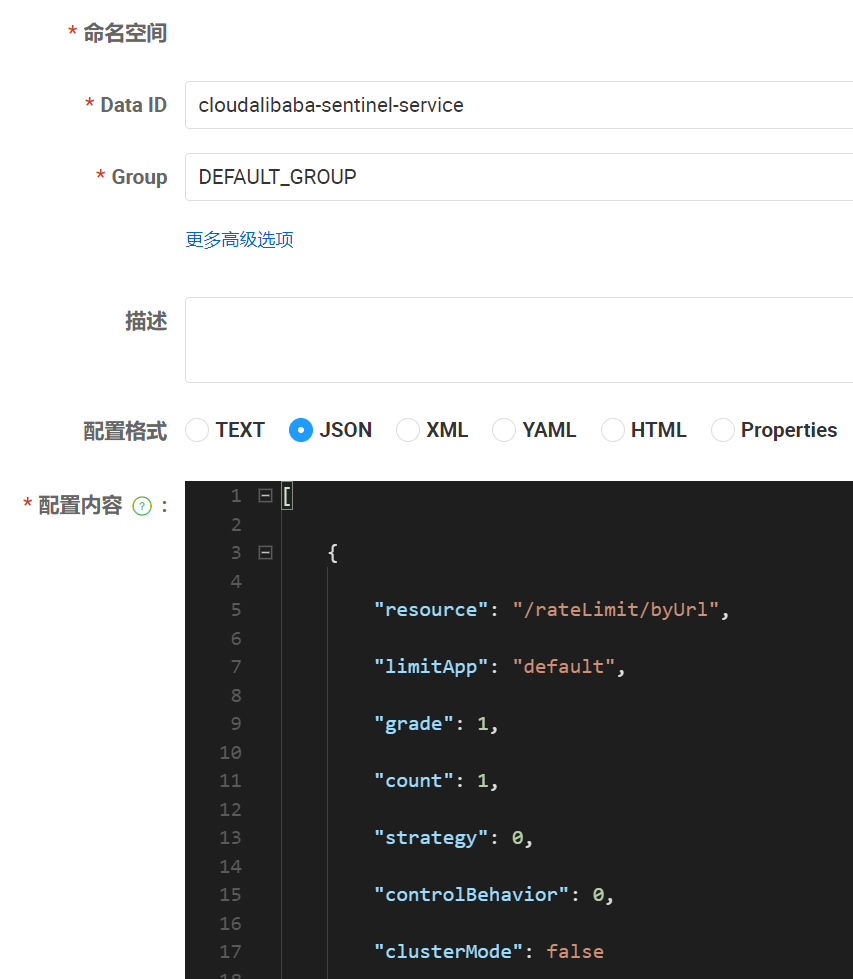 * 命名空间
* Data ID cloudalibaba-sentinel-service
* Group DEFAULT_GROUP
更多高级选项
描述
配置格式 TEXT JSON XML YAML HTML Properties
* 配置内容 ? :
1 [
2
3 {
4
5 "resource": "/rateLimit/byUrl",
6
7 "limitApp": "default",
8
9 "grade": 1,
10
11 "count": 1,
12
13 "strategy": 0,
14
15 "controlBehavior": 0,
16
17 "clusterMode": false
18